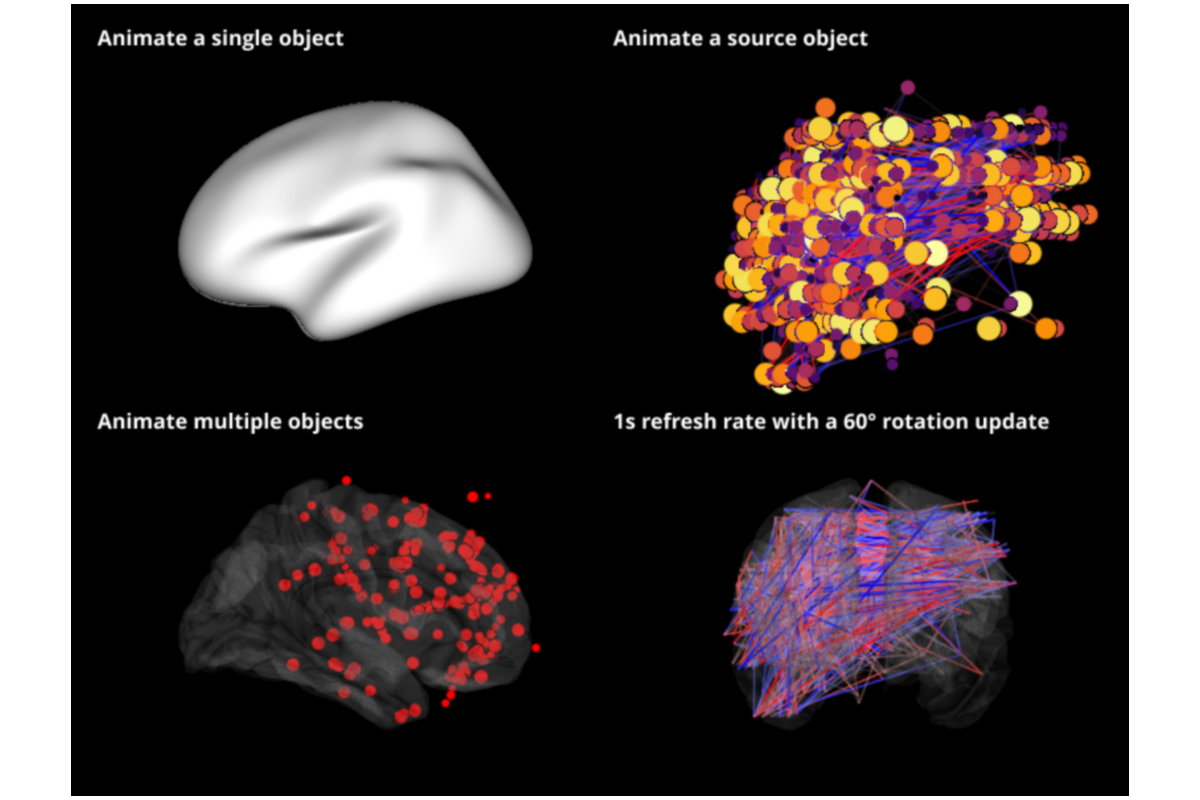 Animate a single object
Animate a source object
Animate multiple objects
1s refresh rate with a 60° rotation update